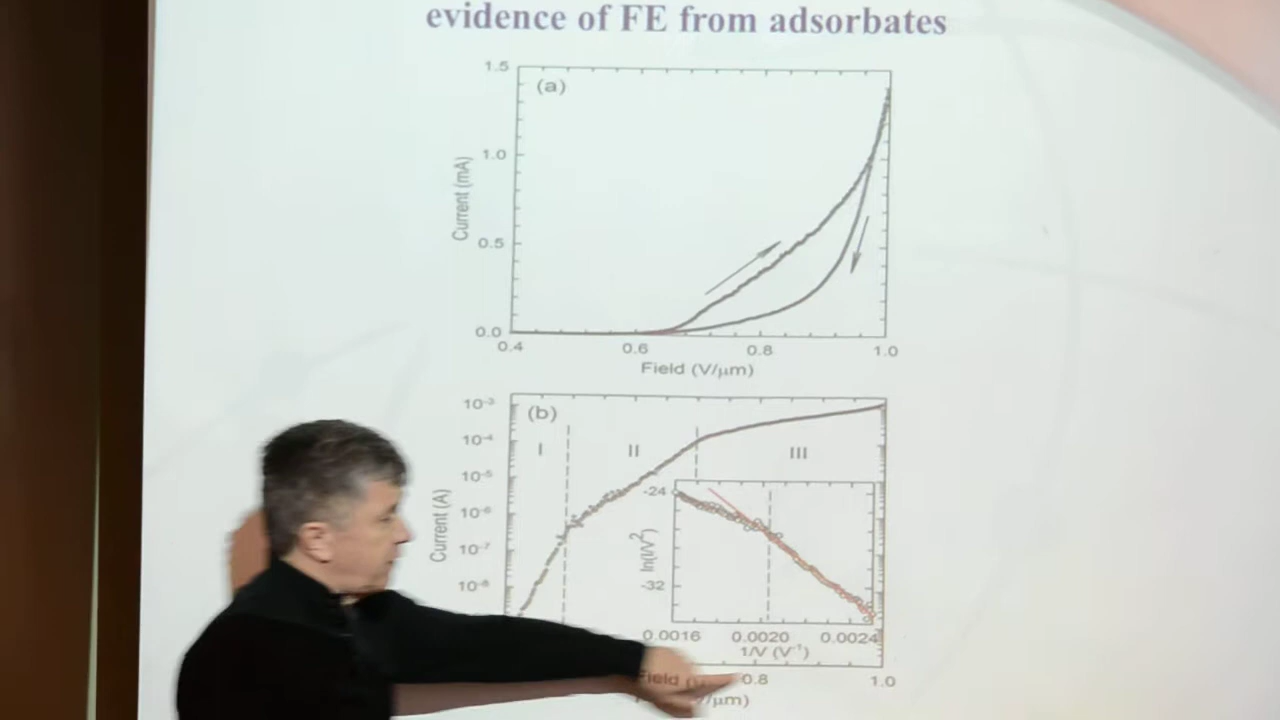 evidence of FE from adsorbates
1.5
(a)
1.0
Current (mA)
0.5
0.0
0.4 0.6 0.8 1.0
Field (V/μm)
10⁻³
(b)
10⁻⁴
I II III
10⁻⁵
-24
10⁻⁶
Current (A)
ln(I/V²)
10⁻⁷
-32
10⁻⁸
0.0016 0.0020 0.0024
1/V (V⁻¹)
Field 0.8 1.0
/μm)